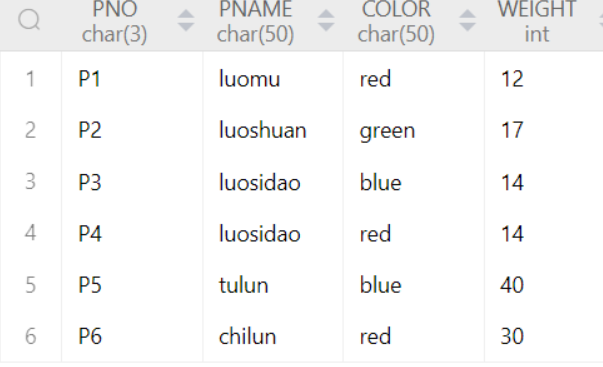 PNO PNAME COLOR WEIGHT
char(3) char(50) char(50) int
1 P1 luomu red 12
2 P2 luoshuan green 17
3 P3 luosidao blue 14
4 P4 luosidao red 14
5 P5 tulun blue 40
6 P6 chilun red 30